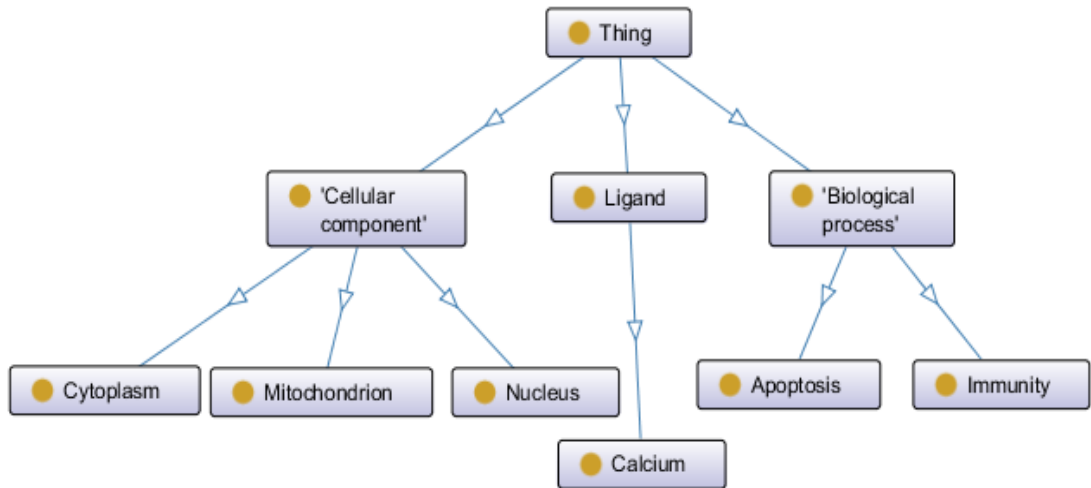 Thing
'Cellular
component'
Ligand
'Biological
process'
Cytoplasm
Mitochondrion
Nucleus
Apoptosis
Immunity
Calcium